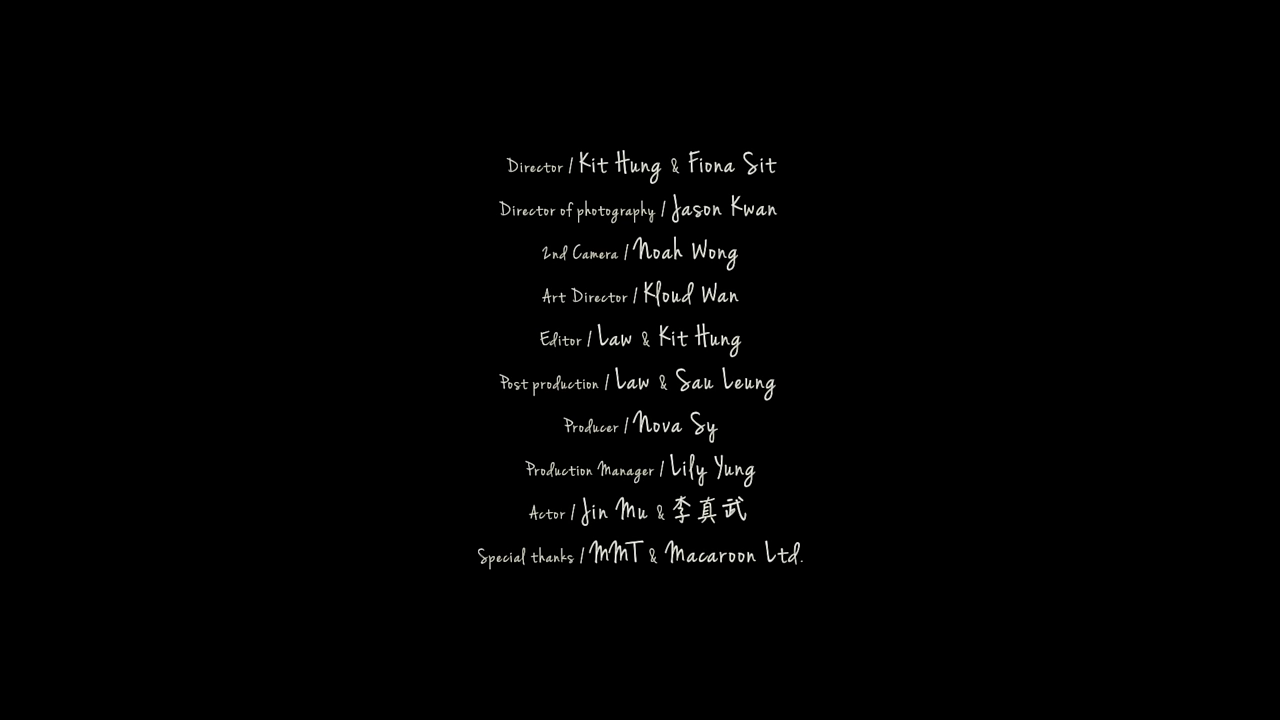 Director / Kit Hung & Fiona Sit
Director of photography / Jason Kwan
2nd Camera / Noah Wong
Art Director / Kloud Wan
Editor / Law & Kit Hung
Post production / Law & Sau Leung
Producer / Nova Sy
Production Manager / Lily Yung
Actor / Jin Mu & 李真武
Special thanks / MMT & Macaroon Ltd.